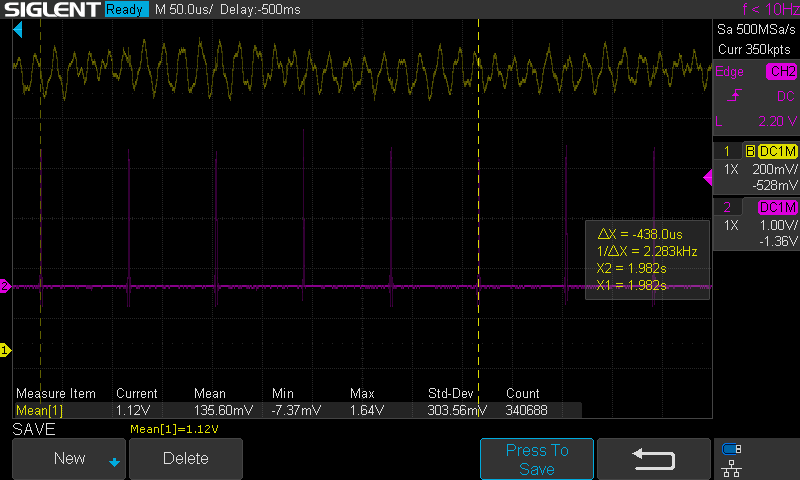 SIGLENT Ready M 50.0us/ Delay:-500ms f < 10Hz
Sa 500MSa/s
Curr 350kpts
Edge CH2
DC
L 2.20 V
1 B DC1M
1X 200mV/
-528mV
2 DC1M
1X 1.00V/
-1.36V
ΔX = -438.0us
1/ΔX = 2.283kHz
X2 = 1.982s
X1 = 1.982s
2
1
Measure Item Current Mean Min Max Std-Dev Count
Mean[1] 1.12V 135.60mV -7.37mV 1.64V 303.56mV 340688
SAVE Mean[1]=1.12V
New Delete Press To
Save